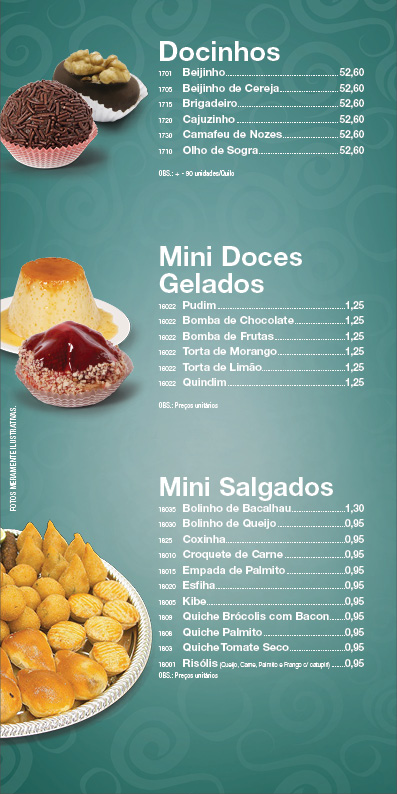 Docinhos
1701 Beijinho 52,60
1705 Beijinho de Cereja 52,60
1715 Brigadeiro 52,60
1720 Cajuzinho 52,60
1730 Camafeu de Nozes 52,60
1710 Olho de Sogra 52,60
OBS.: + - 90 unidades/Quilo
Mini Doces
Gelados
16022 Pudim 1,25
16022 Bomba de Chocolate 1,25
16022 Bomba de Frutas 1,25
16022 Torta de Morango 1,25
16022 Torta de Limão 1,25
16022 Quindim 1,25
OBS.: Preços unitários
FOTOS MERAMENTE ILUSTRATIVAS.
Mini Salgados
16035 Bolinho de Bacalhau 1,30
16030 Bolinho de Queijo 0,95
1625 Coxinha 0,95
16010 Croquete de Carne 0,95
16015 Empada de Palmito 0,95
16020 Esfiha 0,95
16005 Kibe 0,95
1609 Quiche Brócolis com Bacon 0,95
1608 Quiche Palmito 0,95
1603 Quiche Tomate Seco 0,95
16001 Risólis (Queijo, Carne, Palmito e Frango c/ catupiri) 0,95
OBS.: Preços unitários